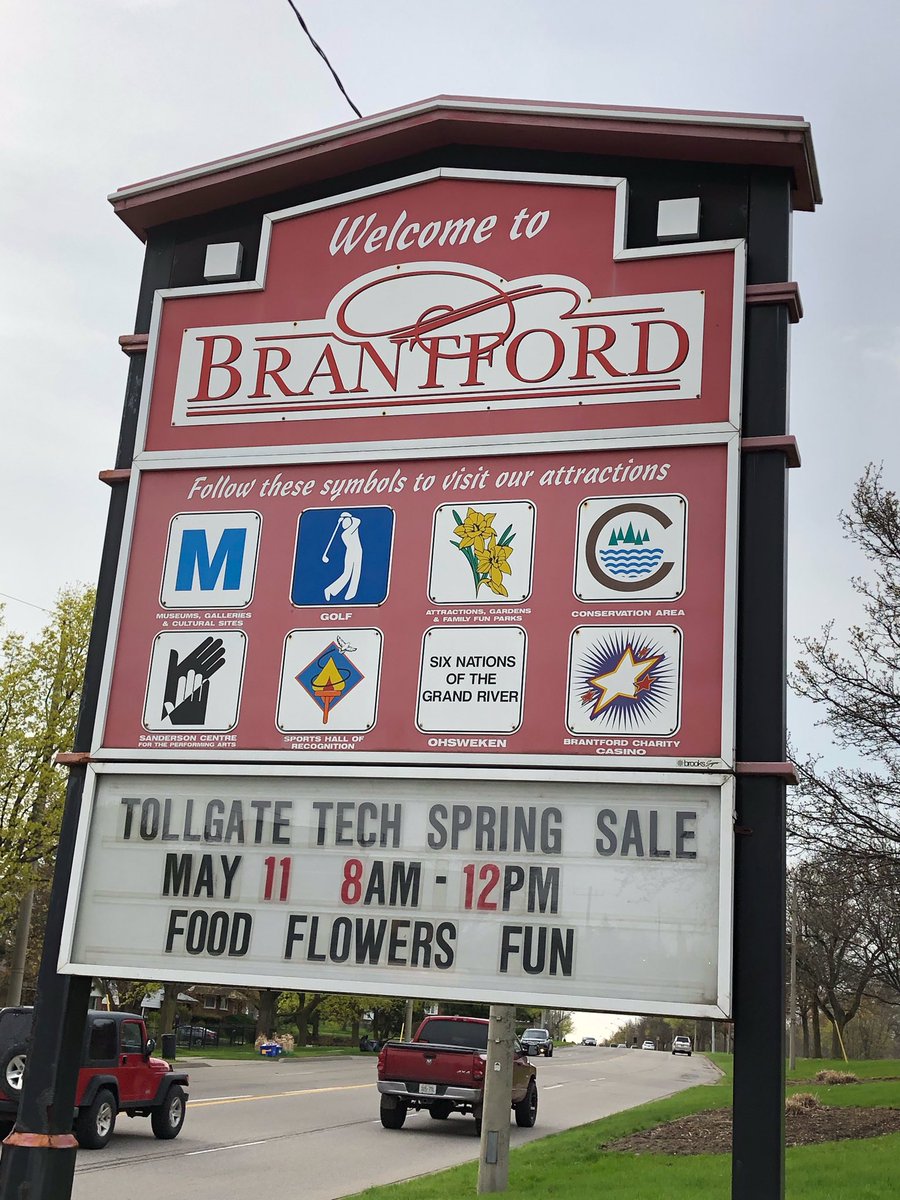 Welcome to
BRANTFORD
Follow these symbols to visit our attractions
M
MUSEUMS, GALLERIES
& CULTURAL SITES
GOLF
ATTRACTIONS, GARDENS
& FAMILY FUN PARKS
C
CONSERVATION AREA
SANDERSON CENTRE
FOR THE PERFORMING ARTS
SPORTS HALL OF
RECOGNITION
SIX NATIONS
OF THE
GRAND RIVER
OHSWEKEN
BRANTFORD CHARITY
CASINO
brooks
TOLLGATE TECH SPRING SALE
MAY 11 8AM - 12PM
FOOD FLOWERS FUN